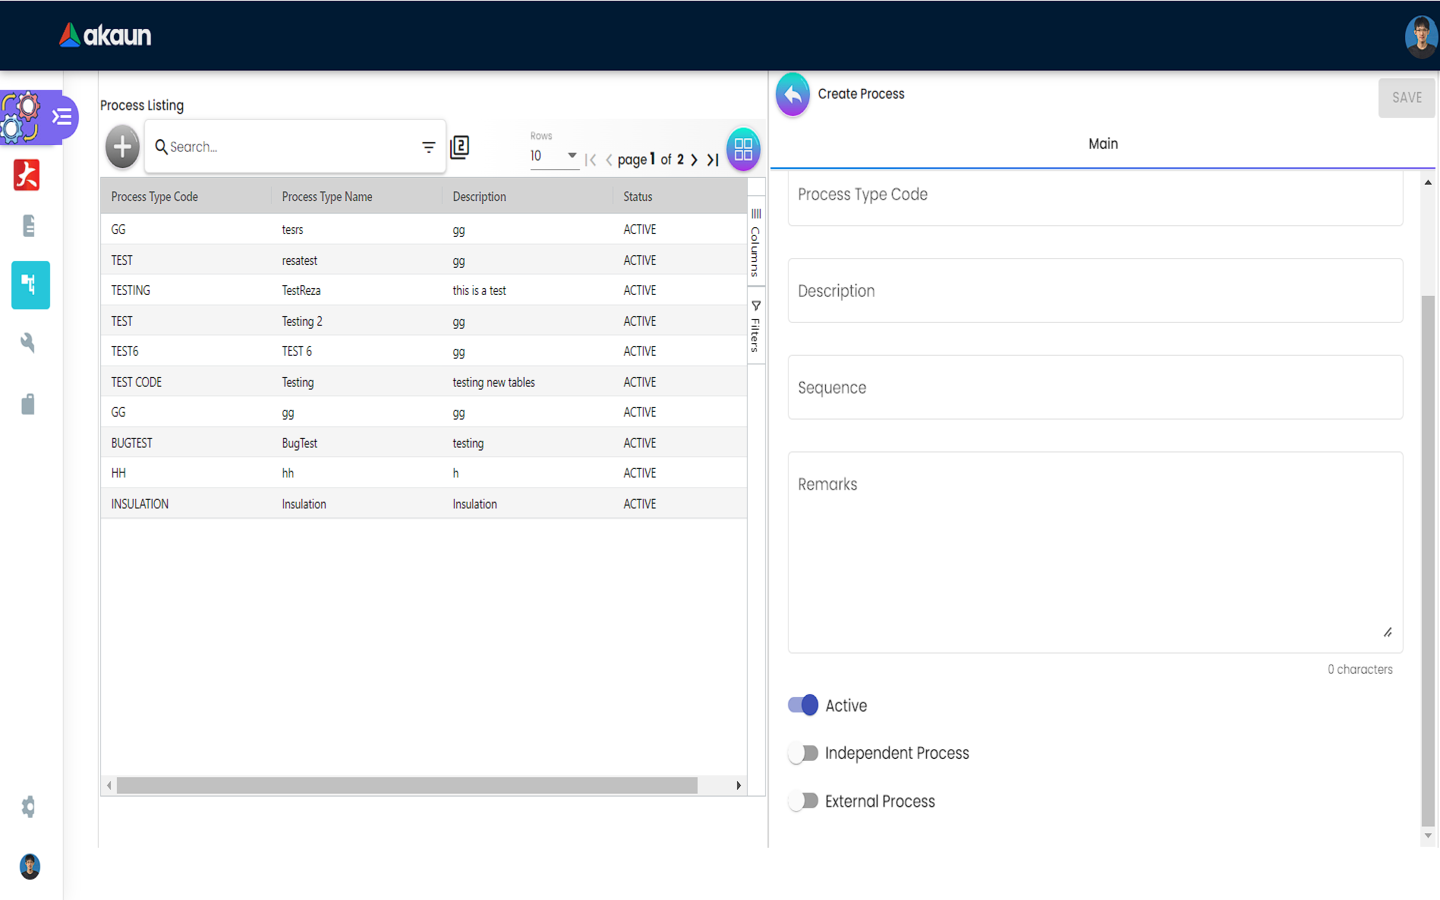 akaun
Process Listing
Search...
2
Rows
10
page 1 of 2
Process Type Code Process Type Name Description Status
GG tesrs gg ACTIVE
TEST resatest gg ACTIVE
TESTING TestReza this is a test ACTIVE
TEST Testing 2 gg ACTIVE
TEST6 TEST 6 gg ACTIVE
TEST CODE Testing testing new tables ACTIVE
GG gg gg ACTIVE
BUGTEST BugTest testing ACTIVE
HH hh h ACTIVE
INSULATION Insulation Insulation ACTIVE
Columns
Filters
Create Process
SAVE
Main
Process Type Code
Description
Sequence
Remarks
0 characters
Active
Independent Process
External Process